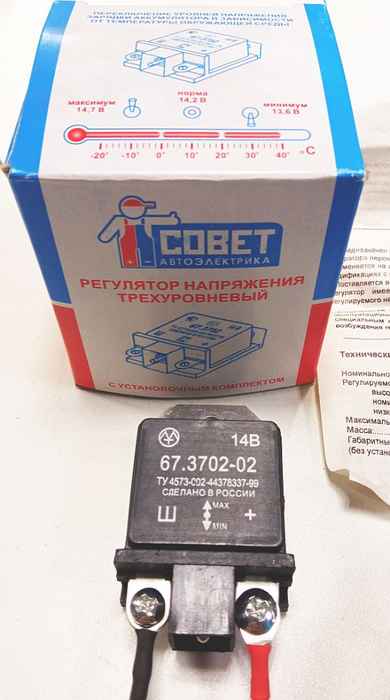 ПЕРЕКЛЮЧЕНИЕ УРОВНЕЙ НАПРЯЖЕНИЯ
ЗАРЯДКИ АККУМУЛЯТОРА В ЗАВИСИМОСТИ
ОТ ТЕМПЕРАТУРЫ ОКРУЖАЮЩЕЙ СРЕДЫ
максимум
14,7 В
норма
14,2 В
минимум
13,6 В
-20° -10° 0° 10° 20° 30° 40° °C
СОВЕТ
АВТОЭЛЕКТРИКА
РЕГУЛЯТОР НАПРЯЖЕНИЯ
ТРЕХУРОВНЕВЫЙ
С УСТАНОВОЧНЫМ КОМПЛЕКТОМ
14В
67.3702-02
ТУ 4573-002-44378337-99
СДЕЛАНО В РОССИИ
Ш MAX +
MIN
Техническ
Номинально
Регулируемо
высо
номи
низк
Максималь
Масса
Габаритны
(без устан